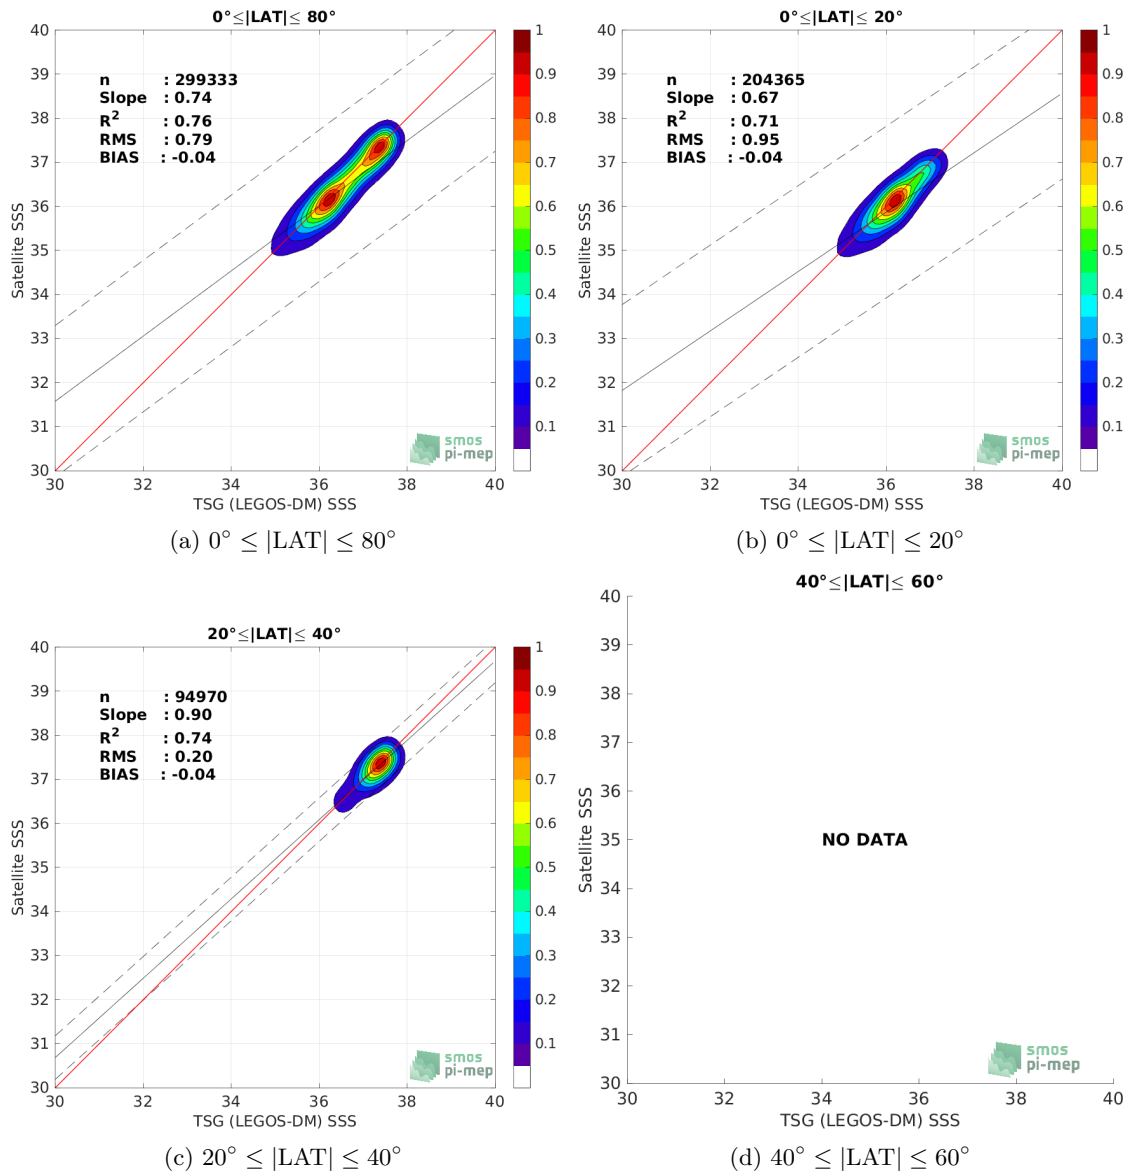 0°≤|LAT|≤ 80°
40
39
38
37
36
35
34
33
32
31
30
Satellite SSS
n : 299333
Slope : 0.74
R² : 0.76
RMS : 0.79
BIAS : -0.04
smos
pi-mep
30 32 34 36 38 40
TSG (LEGOS-DM) SSS
1
0.9
0.8
0.7
0.6
0.5
0.4
0.3
0.2
0.1
(a) 0° ≤ |LAT| ≤ 80°
0°≤|LAT|≤ 20°
40
39
38
37
36
35
34
33
32
31
30
Satellite SSS
n : 204365
Slope : 0.67
R² : 0.71
RMS : 0.95
BIAS : -0.04
smos
pi-mep
30 32 34 36 38 40
TSG (LEGOS-DM) SSS
1
0.9
0.8
0.7
0.6
0.5
0.4
0.3
0.2
0.1
(b) 0° ≤ |LAT| ≤ 20°
20°≤|LAT|≤ 40°
40
39
38
37
36
35
34
33
32
31
30
Satellite SSS
n : 94970
Slope : 0.90
R² : 0.74
RMS : 0.20
BIAS : -0.04
smos
pi-mep
30 32 34 36 38 40
TSG (LEGOS-DM) SSS
1
0.9
0.8
0.7
0.6
0.5
0.4
0.3
0.2
0.1
(c) 20° ≤ |LAT| ≤ 40°
40°≤|LAT|≤ 60°
40
39
38
37
36
35
34
33
32
31
30
Satellite SSS
NO DATA
smos
pi-mep
30 32 34 36 38 40
TSG (LEGOS-DM) SSS
(d) 40° ≤ |LAT| ≤ 60°